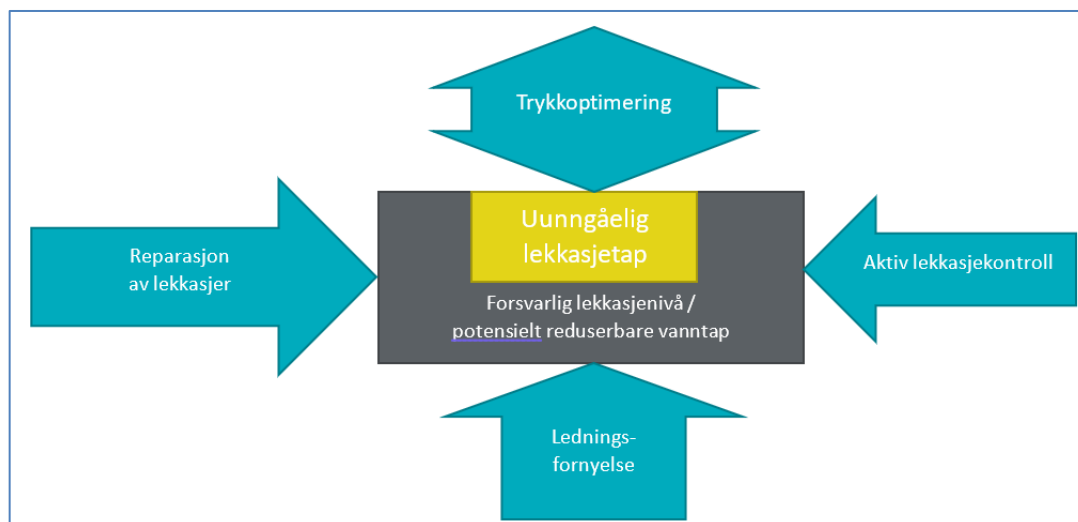 Trykkoptimering
Uunngåelig
lekkasjetap
Reparasjon
av lekkasjer
Aktiv lekkasjekontroll
Forsvarlig lekkasjenivå /
potensielt reduserbare vanntap
Lednings-
fornyelse